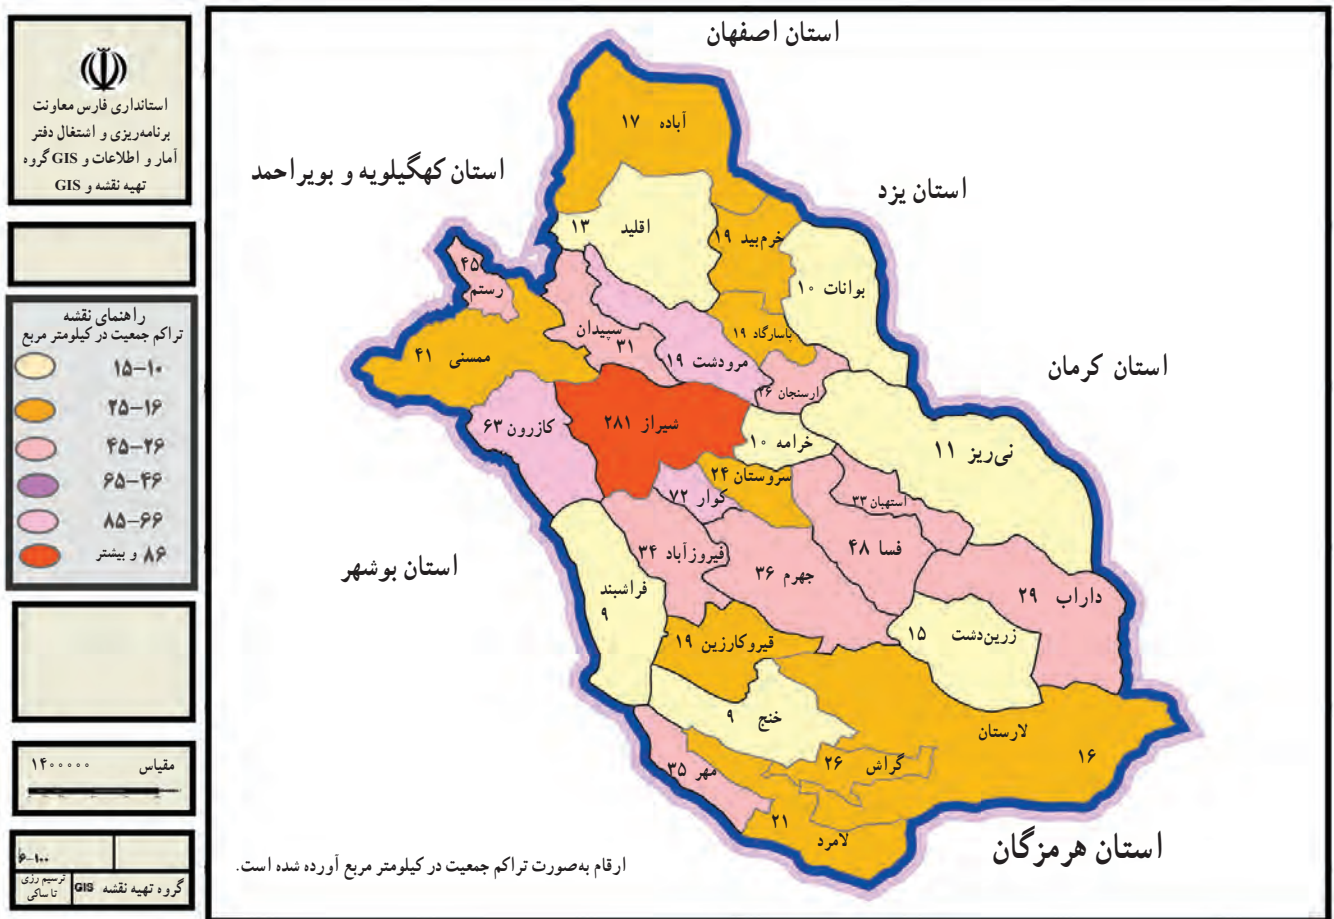 استانداری فارس معاونت
برنامه‌ریزی و اشتغال دفتر
آمار و اطلاعات و GIS گروه
تهیه نقشه و GIS
راهنمای نقشه
تراکم جمعیت در کیلومتر مربع
۱۵–۱۰
۲۵–۱۶
۴۵–۲۶
۶۵–۴۶
۸۵–۶۶
۸۶ و بیشتر
مقیاس ۱۴۰۰۰۰۰
۶-۱۰۰
ترسیم رزی
تا ساکی
گروه تهیه نقشه GIS
استان اصفهان
استان کهگیلویه و بویراحمد
استان یزد
استان کرمان
استان بوشهر
استان هرمزگان
آباده ۱۷
اقلید ۱۳
خرم‌بید ۱۹
بوانات ۱۰
۴۵
رستم
سپیدان
۳۱
پاسارگاد ۱۹
مرودشت ۱۹
ممسنی ۴۱
ارسنجان ۲۶
شیراز ۲۸۱
کازرون ۶۳
خرامه ۱۰
نی‌ریز ۱۱
سروستان ۲۴
کوار ۷۲
استهبان ۳۳
فسا ۴۸
فیروزآباد ۳۴
جهرم ۳۶
فراشبند
۹
داراب ۲۹
زرین‌دشت ۱۵
قیروکارزین ۱۹
خنج ۹
لارستان
۱۶
گراش ۲۶
مهر ۳۵
۲۱
لامرد
ارقام به‌صورت تراکم جمعیت در کیلومتر مربع آورده شده است.